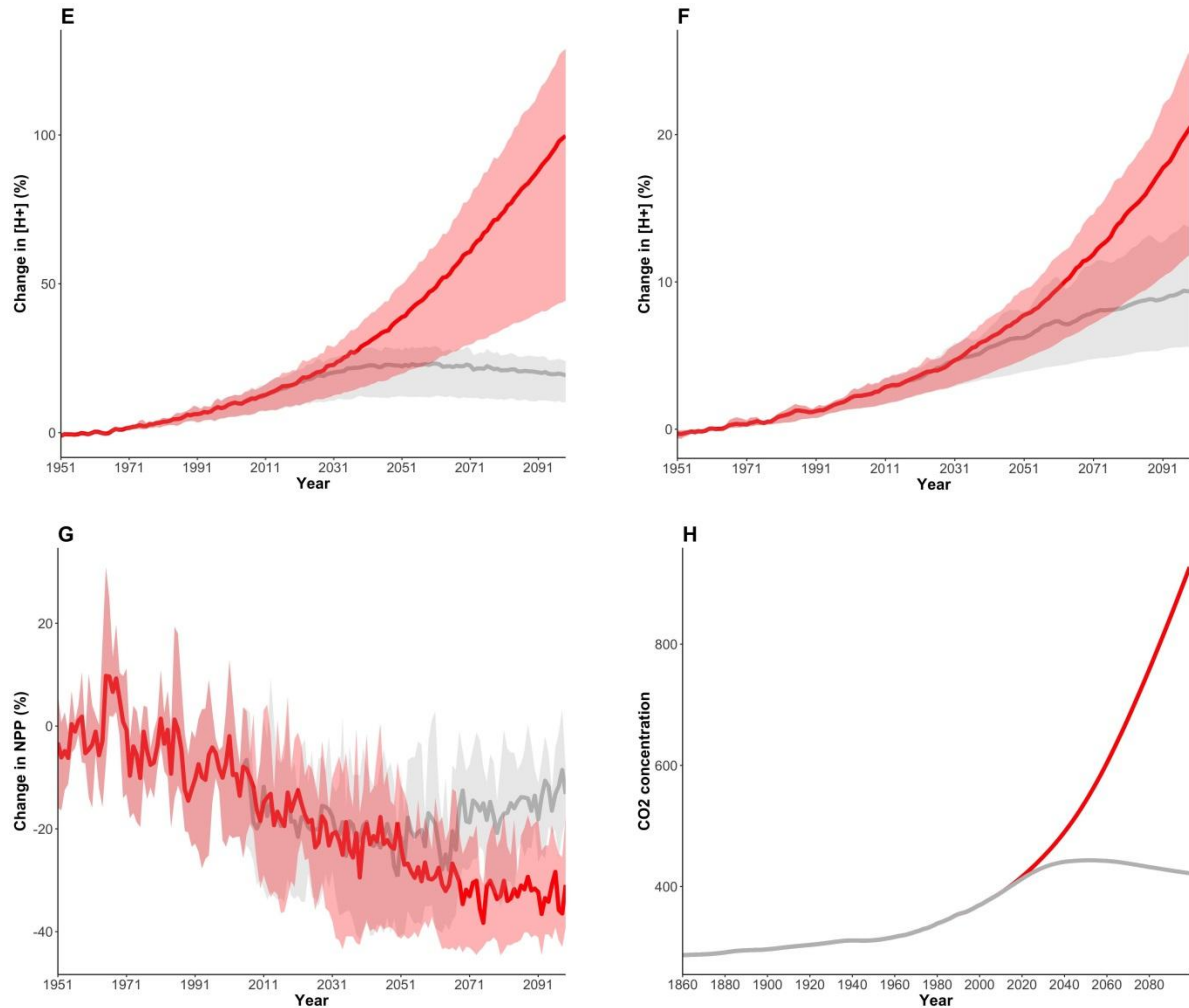 E
Change in [H+] (%)
100
50
0
1951 1971 1991 2011 2031 2051 2071 2091
Year
F
Change in [H+] (%)
20
10
0
1951 1971 1991 2011 2031 2051 2071 2091
Year
G
Change in NPP (%)
20
0
-20
-40
1951 1971 1991 2011 2031 2051 2071 2091
Year
H
CO2 concentration
800
600
400
1860 1880 1900 1920 1940 1960 1980 2000 2020 2040 2060 2080
Year